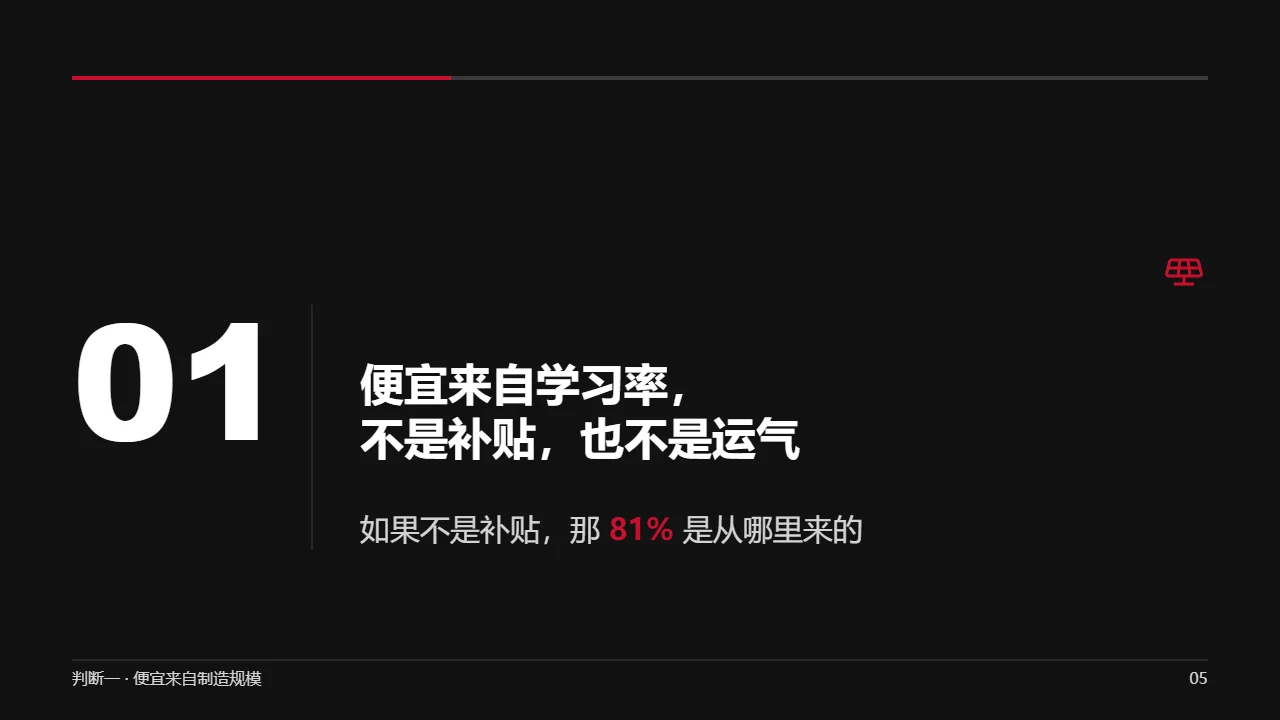 01
便宜来自学习率，
不是补贴，也不是运气
如果不是补贴，那 81% 是从哪里来的
判断一 · 便宜来自制造规模
05